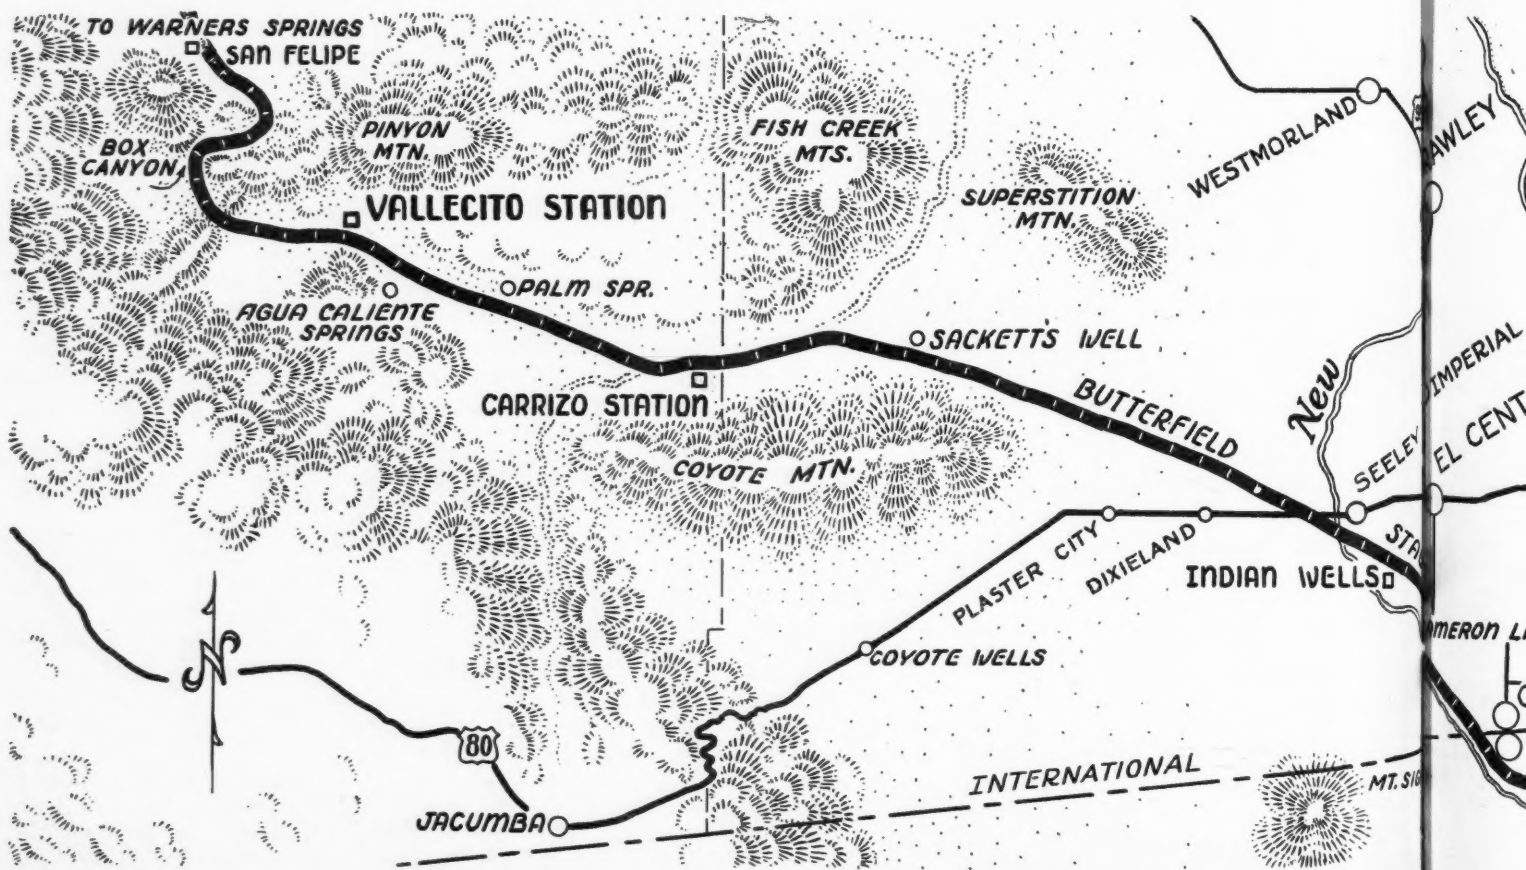 TO WARNERS SPRINGS
SAN FELIPE
BOX
CANYON
PINYON
MTN.
FISH CREEK
MTS.
WESTMORLAND
AWLEY
VALLECITO STATION
SUPERSTITION
MTN.
AGUA CALIENTE
SPRINGS
PALM SPR.
SACKETT'S WELL
CARRIZO STATION
BUTTERFIELD
New
IMPERIAL
COYOTE MTN.
SEELEY
EL CENT
PLASTER CITY
DIXIELAND
STA
INDIAN WELLS
N
COYOTE WELLS
AMERON L
80
INTERNATIONAL
MT. SIG
JACUMBA